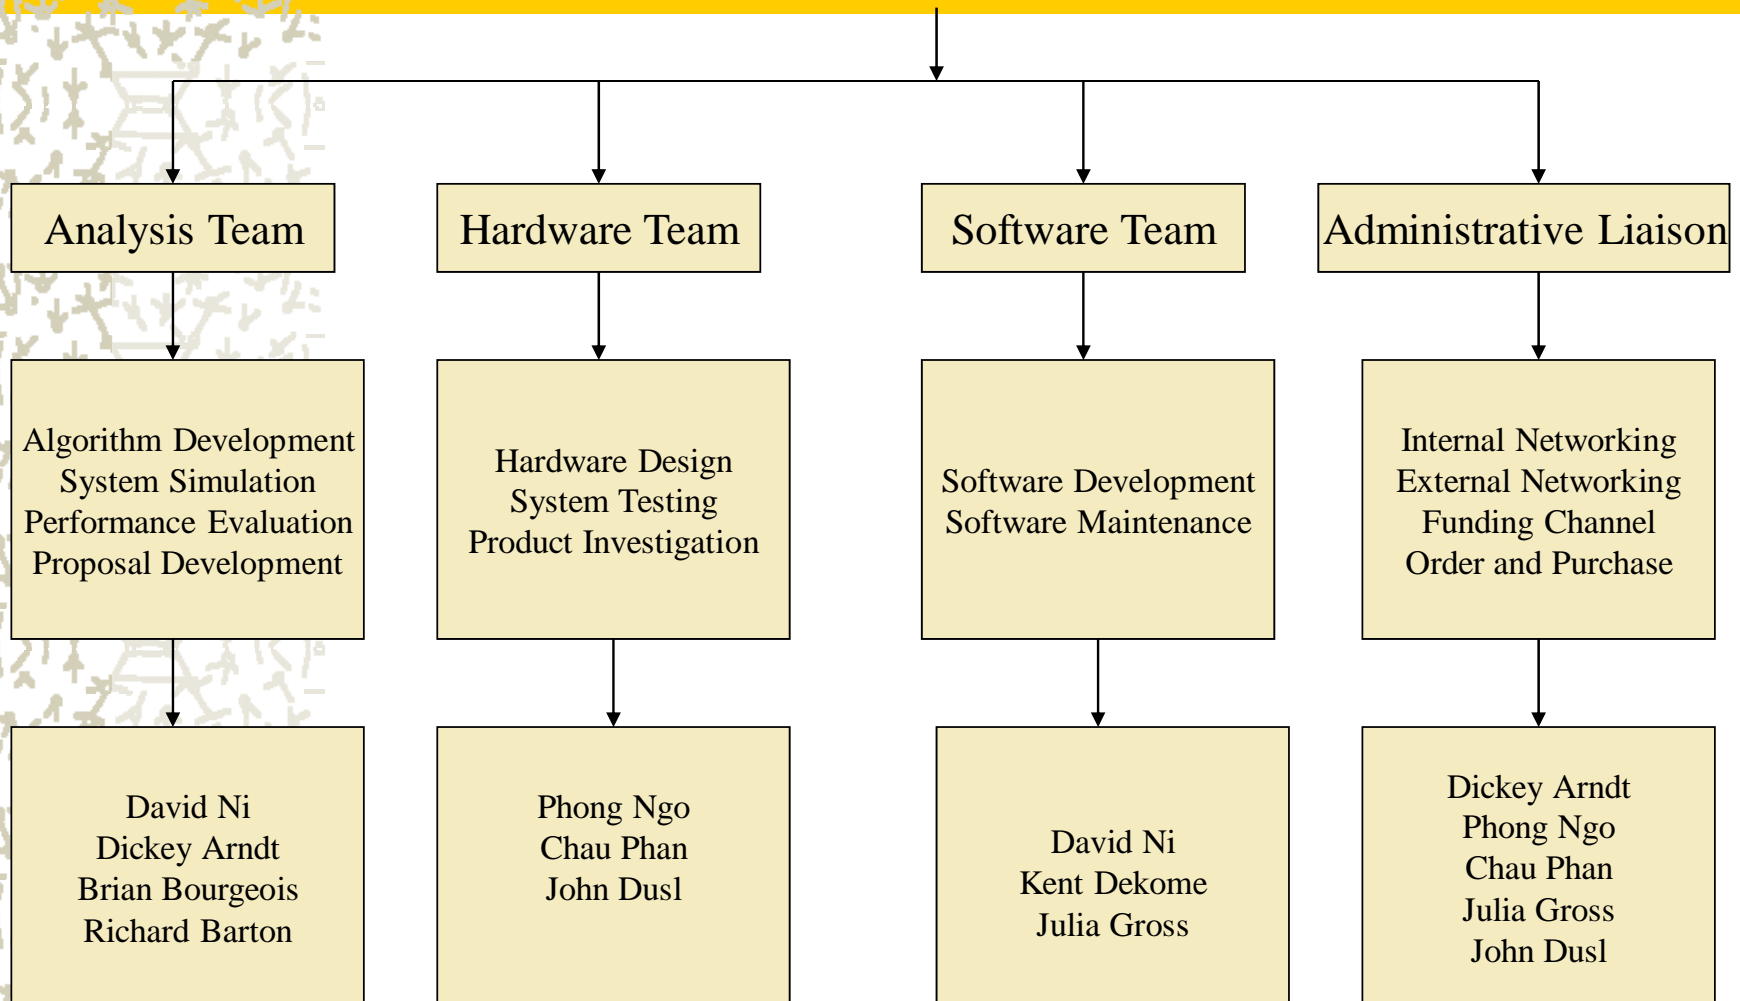 Analysis Team
Hardware Team
Software Team
Administrative Liaison
Algorithm Development
System Simulation
Performance Evaluation
Proposal Development
Hardware Design
System Testing
Product Investigation
Software Development
Software Maintenance
Internal Networking
External Networking
Funding Channel
Order and Purchase
David Ni
Dickey Arndt
Brian Bourgeois
Richard Barton
Phong Ngo
Chau Phan
John Dusl
David Ni
Kent Dekome
Julia Gross
Dickey Arndt
Phong Ngo
Chau Phan
Julia Gross
John Dusl